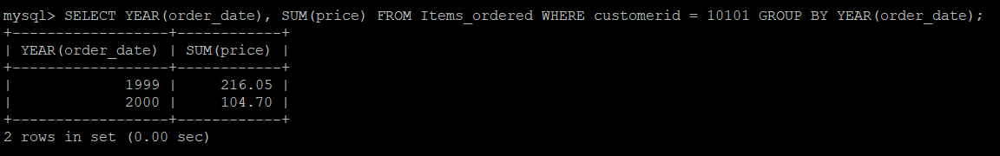 mysql> SELECT YEAR(order_date), SUM(price) FROM Items_ordered WHERE customerid = 10101 GROUP BY YEAR(order_date);
+------------------+------------+
| YEAR(order_date) | SUM(price) |
+------------------+------------+
|             1999 |     216.05 |
|             2000 |     104.70 |
+------------------+------------+
2 rows in set (0.00 sec)